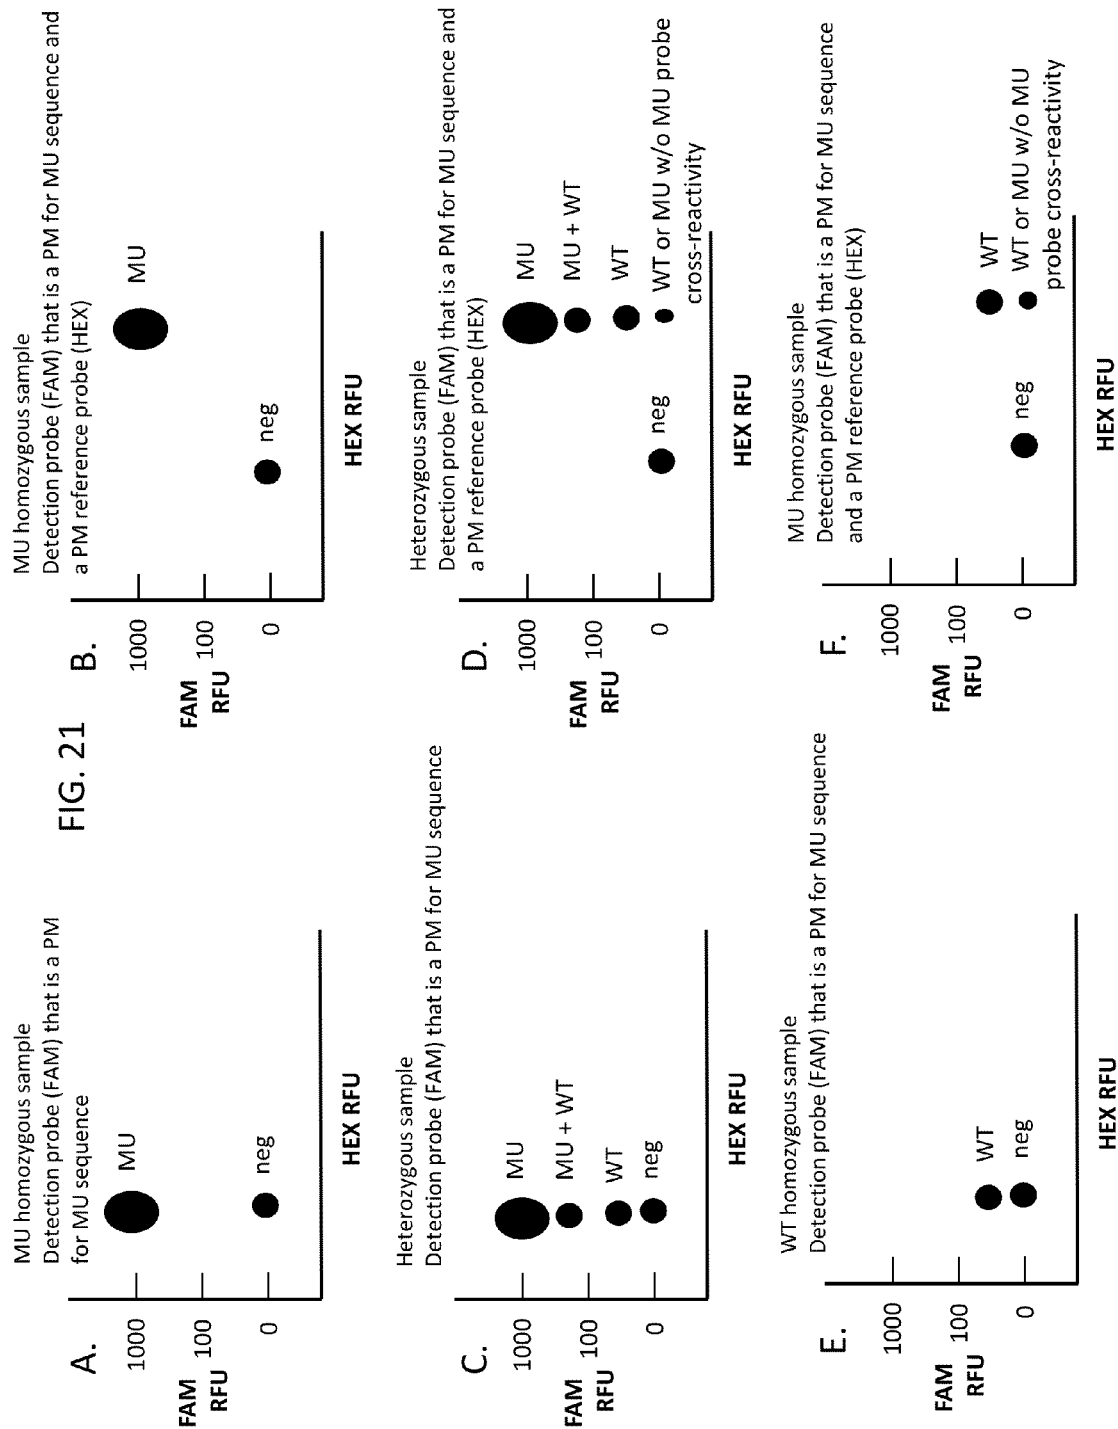 FIG. 21
A.
MU homozygous sample
Detection probe (FAM) that is a PM
for MU sequence
FAM
RFU
1000
100
0
MU
neg
HEX RFU
B.
MU homozygous sample
Detection probe (FAM) that is a PM for MU sequence and
a PM reference probe (HEX)
FAM
RFU
1000
100
0
MU
neg
HEX RFU
C.
Heterozygous sample
Detection probe (FAM) that is a PM for MU sequence
FAM
RFU
1000
100
0
MU
MU + WT
WT
neg
HEX RFU
D.
Heterozygous sample
Detection probe (FAM) that is a PM for MU sequence and
a PM reference probe (HEX)
FAM
RFU
1000
100
0
MU
MU + WT
WT
WT or MU w/o MU probe
cross-reactivity
neg
HEX RFU
E.
WT homozygous sample
Detection probe (FAM) that is a PM for MU sequence
FAM
RFU
1000
100
0
WT
neg
HEX RFU
F.
MU homozygous sample
Detection probe (FAM) that is a PM for MU sequence
and a PM reference probe (HEX)
FAM
RFU
1000
100
0
WT
WT or MU w/o MU
probe cross-reactivity
neg
HEX RFU